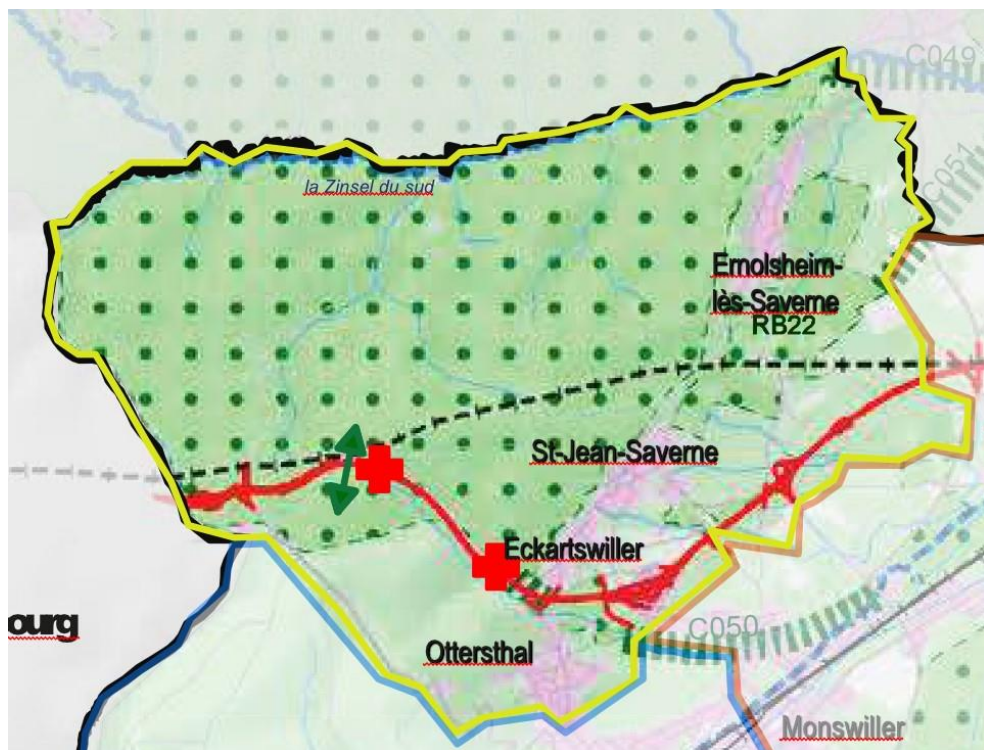 C049
la Zinsel du sud
C051
Ernolsheim-
lès-Saverne
RB22
St-Jean-Saverne
Eckartswiller
ourg
Ottersthal
C050
Monswiller